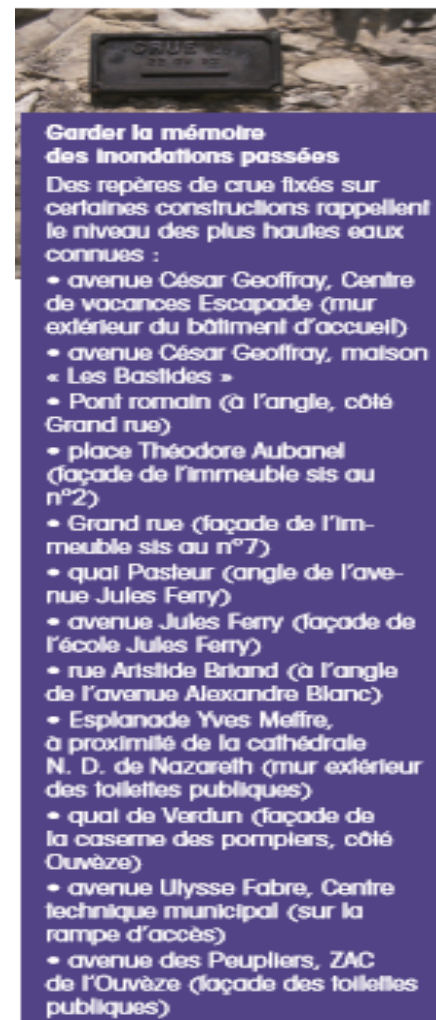 CRUE
Garder la mémoire
des inondations passées
Des repères de crue fixés sur
certaines constructions rappellent
le niveau des plus hautes eaux
connues :
• avenue César Geoffray, Centre
de vacances Escapade (mur
extérieur du bâtiment d'accueil)
• avenue César Geoffray, maison
« Les Bastides »
• Pont romain (à l'angle, côté
Grand rue)
• place Théodore Aubanel
(façade de l'immeuble sis au
n°2)
• Grand rue (façade de l'im-
meuble sis au n°7)
• quai Pasteur (angle de l'ave-
nue Jules Ferry)
• avenue Jules Ferry (façade de
l'école Jules Ferry)
• rue Aristide Briand (à l'angle
de l'avenue Alexandre Blanc)
• Esplanade Yves Meffre,
à proximité de la cathédrale
N. D. de Nazareth (mur extérieur
des toilettes publiques)
• quai de Verdun (façade de
la caserne des pompiers, côté
Ouvèze)
• avenue Ulysse Fabre, Centre
technique municipal (sur la
rampe d'accès)
• avenue des Peupliers, ZAC
de l'Ouvèze (façade des toilettes
publiques)